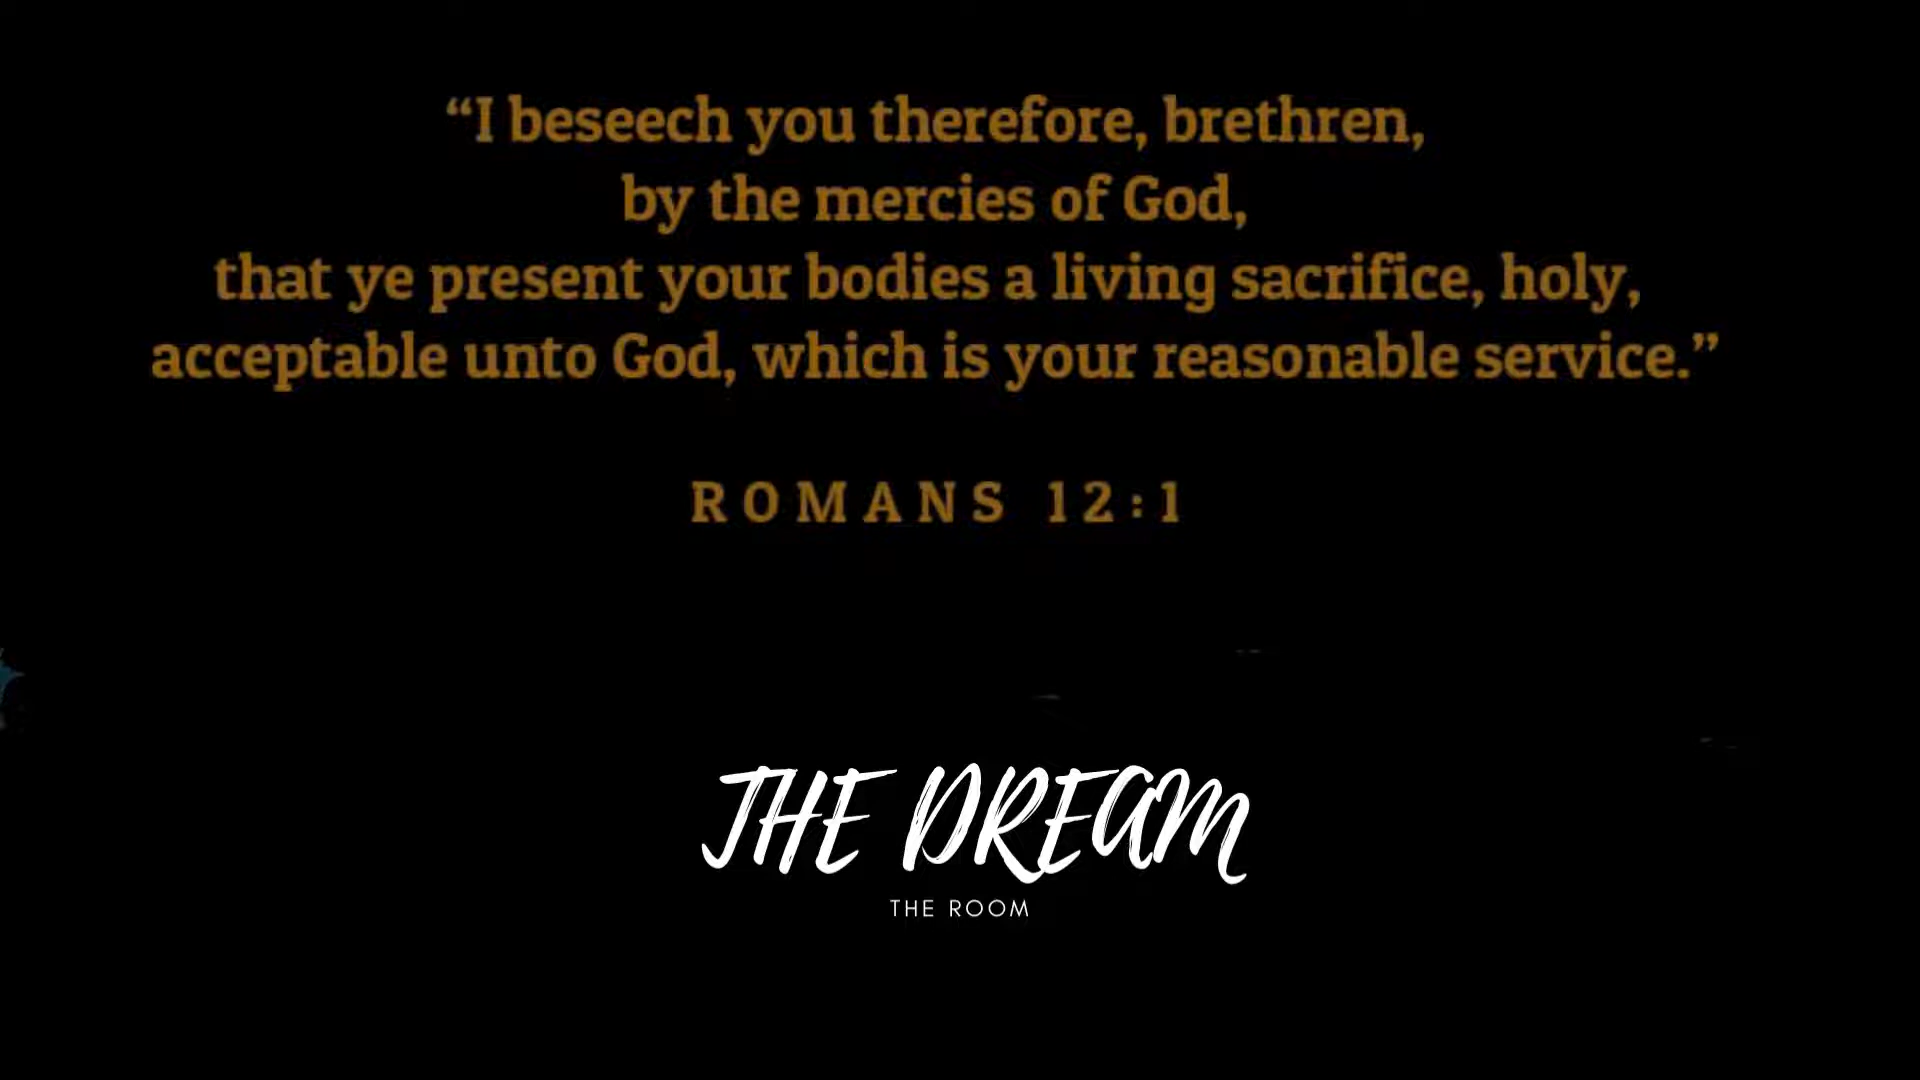 “I beseech you therefore, brethren,
by the mercies of God,
that ye present your bodies a living sacrifice, holy,
acceptable unto God, which is your reasonable service.”
ROMANS 12:1
THE DREAM
THE ROOM